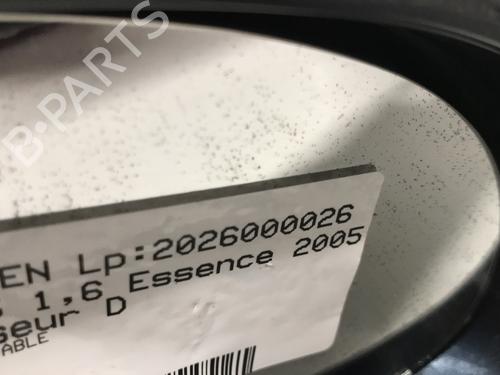 B-PARTS
EN Lp:2026000026
1,6 Essence 2005
seur D
ABLE